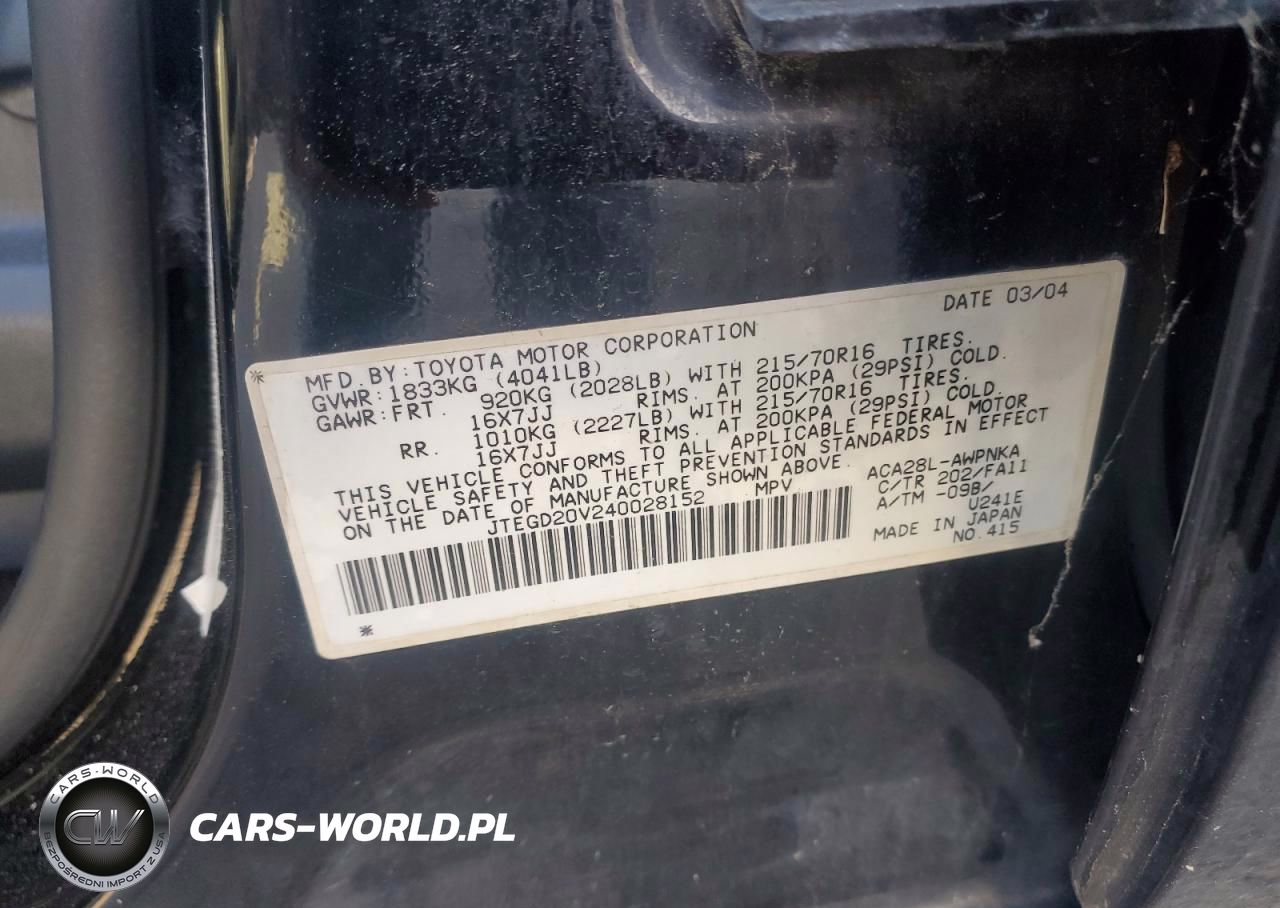 DATE 03/04
MFD. BY: TOYOTA MOTOR CORPORATION
GVWR: 1833KG (4041LB)
GAWR: FRT. 920KG (2028LB) WITH 215/70R16 TIRES.
16X7JJ RIMS. AT 200KPA (29PSI) COLD.
RR. 1010KG (2227LB) WITH 215/70R16 TIRES.
16X7JJ RIMS. AT 200KPA (29PSI) COLD.
THIS VEHICLE CONFORMS TO ALL APPLICABLE FEDERAL MOTOR
VEHICLE SAFETY AND THEFT PREVENTION STANDARDS IN EFFECT
ON THE DATE OF MANUFACTURE SHOWN ABOVE.
JTEGD20V240028152 MPV
ACA28L-AWPNKA
C/TR 202/FA11
A/TM -09B/
U241E
MADE IN JAPAN
NO.415
CARS-WORLD
CW
BEZPOŚREDNI IMPORT Z USA
CARS-WORLD.PL